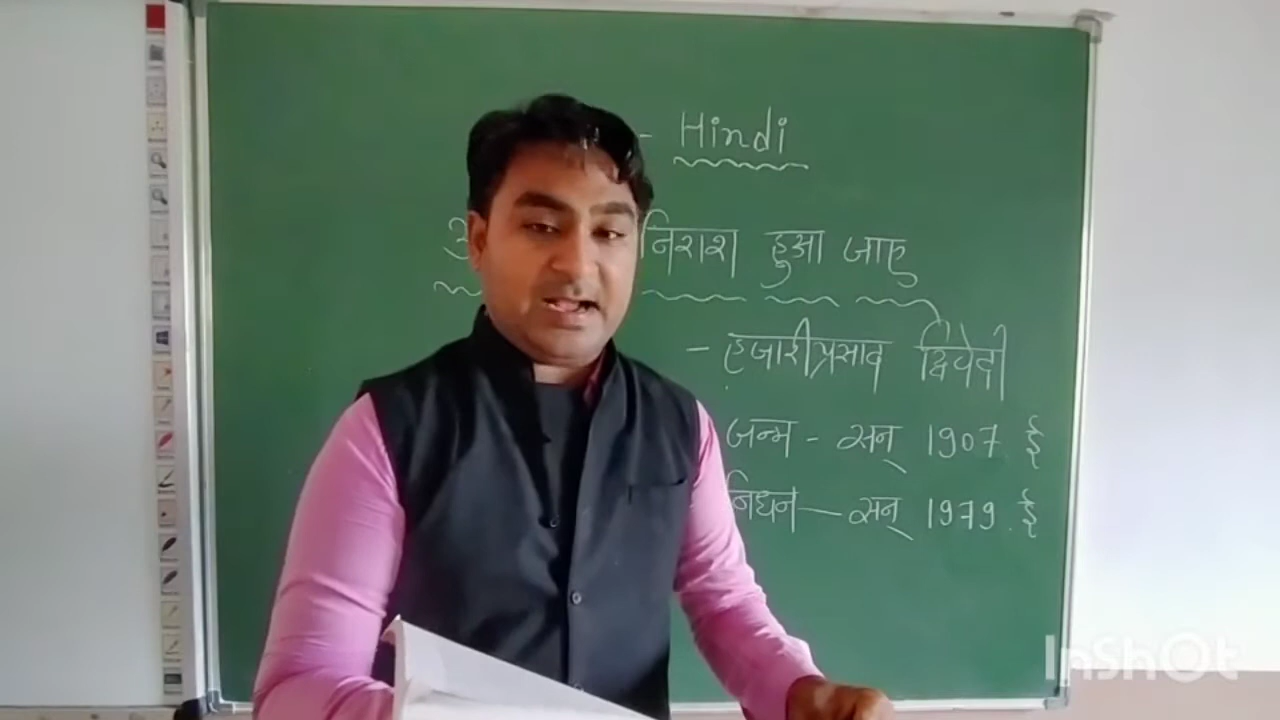 - Hindi
निराश हुआ जाए
- हजारीप्रसाद द्विवेदी
जन्म - सन् 1907 ई
निधन - सन् 1979 ई
InShOt